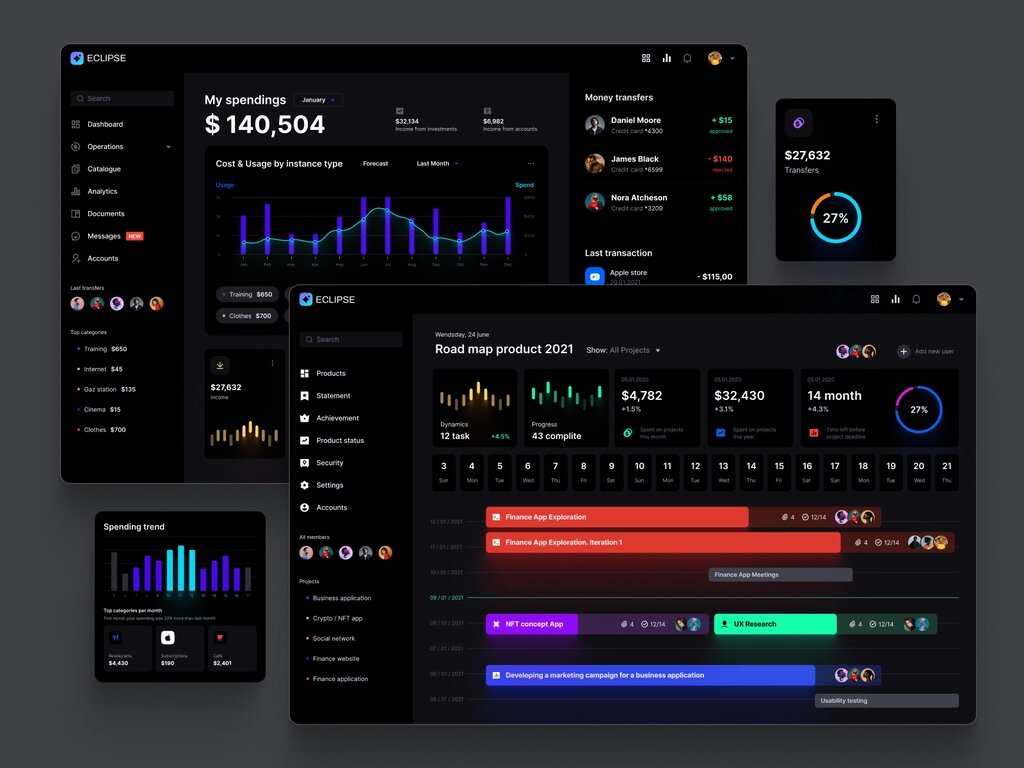 ECLIPSE
Search
Dashboard
Operations
Catalogue
Analytics
Documents
Messages NEW
Accounts
Last transfers
Top categories
Training $650
Internet $45
Gaz station $135
Cinema $15
Clothes $700
My spendings
January
$ 140,504
$32,134
Income from investments
$6,982
Income from accounts
Cost & Usage by instance type
Forecast
Last Month
Usage
Spend
Jan Feb mar Apr May Jun Jul Aug Sep Oct Nov Dec
Training $650
Clothes $700
$27,632
Income
Money transfers
Daniel Moore
+ $15
Credit card *4300
approved
James Black
- $140
Credit card *6599
rejected
Nora Atcheson
+ $58
Credit card *3209
approved
Last transaction
Apple store
- $115,00
20.01.2021
$27,632
Transfers
27%
Spending trend
Top categories per month
This month your spending was 20% more than last month
Restaurants
$4,430
Subscriptions
$190
Café
$2,401
ECLIPSE
Search
Products
Statement
Achievement
Product status
Security
Settings
Accounts
All members
Projects
Business application
Crypto / NFT app
Social network
Finance website
Finance application
Wendsday, 24 june
Road map product 2021
Show: All Projects
Add new user
Dynamics
12 task
+4.5%
Progress
43 complite
05.01.2020
$4,782
+1.5%
Spent on projects
this month
05.01.2020
$32,430
+3.1%
Spent on projects
this year
05.01.2020
14 month
+4.3%
Time left before
project deadline
27%
3 4 5 6 7 8 9 10 11 12 13 14 15 16 17 18 19 20 21
Sun Mon Tue Wed Thu Fri Sat Sun Mon Tue Wed Thu Fri Sat Sun Mon Tue Wed Thu
12 / 01 / 2021
Finance App Exploration
4
12/14
11 / 01 / 2021
Finance App Exploration. Iteration 1
4
12/14
10 / 01 / 2021
Finance App Meetings
09 / 01 / 2021
08 / 01 / 2021
NFT concept App
4
12/14
UX Research
4
12/14
07 / 01 / 2021
06 / 01 / 2021
Developing a marketing campaign for a business application
05 / 01 / 2021
Usability testing